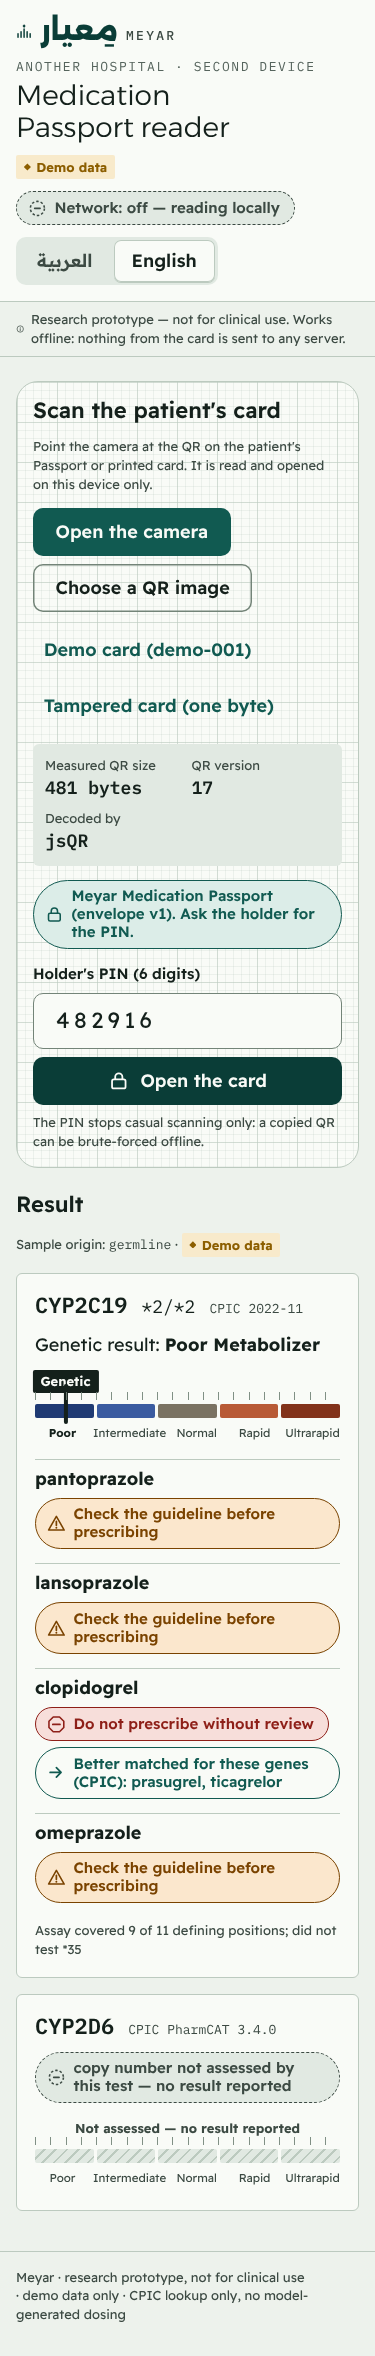 معيار MEYAR
ANOTHER HOSPITAL · SECOND DEVICE
Medication
Passport reader
Demo data
Network: off — reading locally
العربية English
Research prototype — not for clinical use. Works
offline: nothing from the card is sent to any server.
Scan the patient's card
Point the camera at the QR on the patient's
Passport or printed card. It is read and opened
on this device only.
Open the camera
Choose a QR image
Demo card (demo-001)
Tampered card (one byte)
Measured QR size QR version
481 bytes 17
Decoded by
jsQR
Meyar Medication Passport
(envelope v1). Ask the holder for
the PIN.
Holder's PIN (6 digits)
482916
Open the card
The PIN stops casual scanning only: a copied QR
can be brute-forced offline.
Result
Sample origin: germline · Demo data
CYP2C19 *2/*2 CPIC 2022-11
Genetic result: Poor Metabolizer
Genetic
Poor Intermediate Normal Rapid Ultrarapid
pantoprazole
Check the guideline before
prescribing
lansoprazole
Check the guideline before
prescribing
clopidogrel
Do not prescribe without review
Better matched for these genes
(CPIC): prasugrel, ticagrelor
omeprazole
Check the guideline before
prescribing
Assay covered 9 of 11 defining positions; did not
test *35
CYP2D6 CPIC PharmCAT 3.4.0
copy number not assessed by
this test — no result reported
Not assessed — no result reported
Poor Intermediate Normal Rapid Ultrarapid
Meyar · research prototype, not for clinical use
· demo data only · CPIC lookup only, no model-
generated dosing